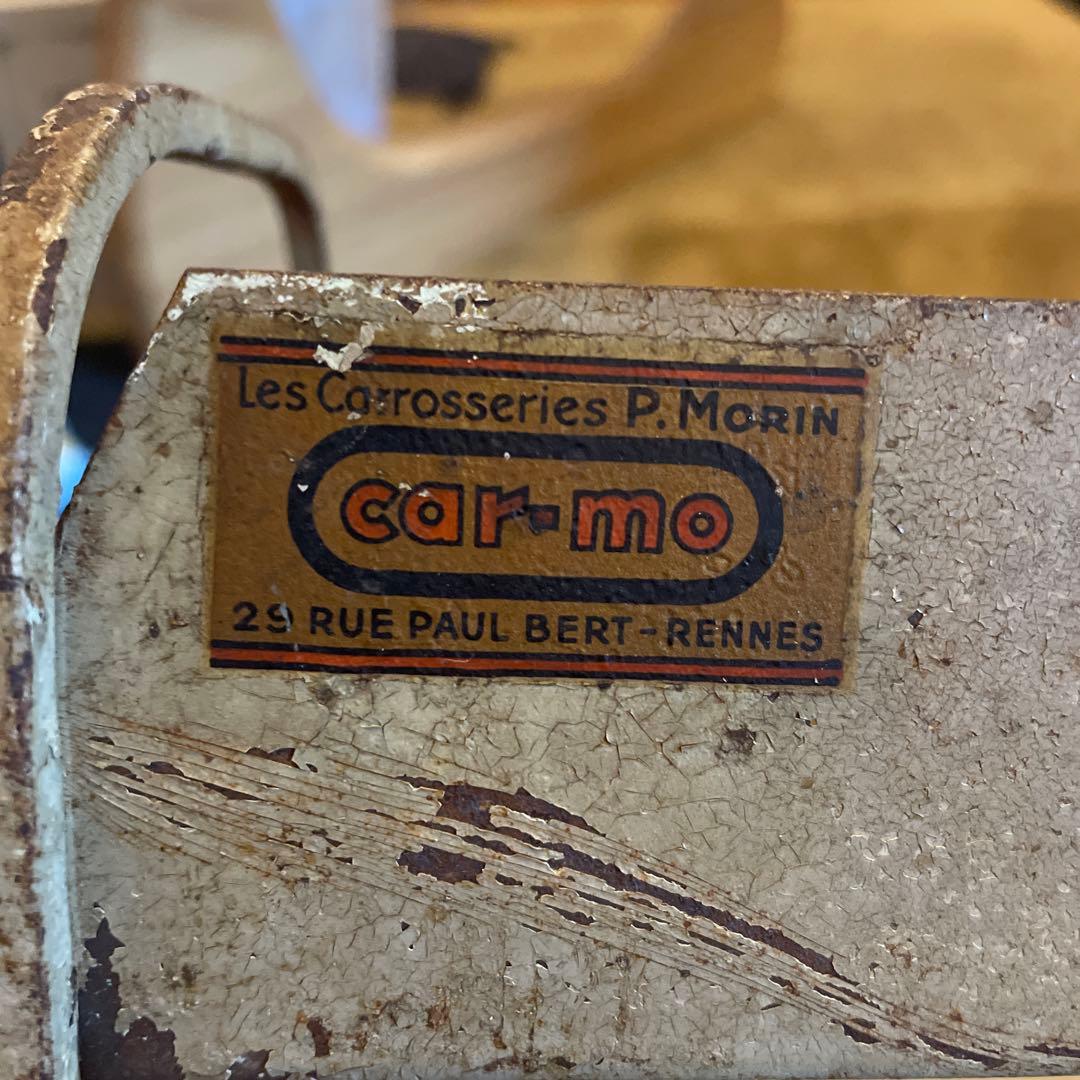 Les Carrosseries P. MORIN
car-mo
29 RUE PAUL BERT - RENNES